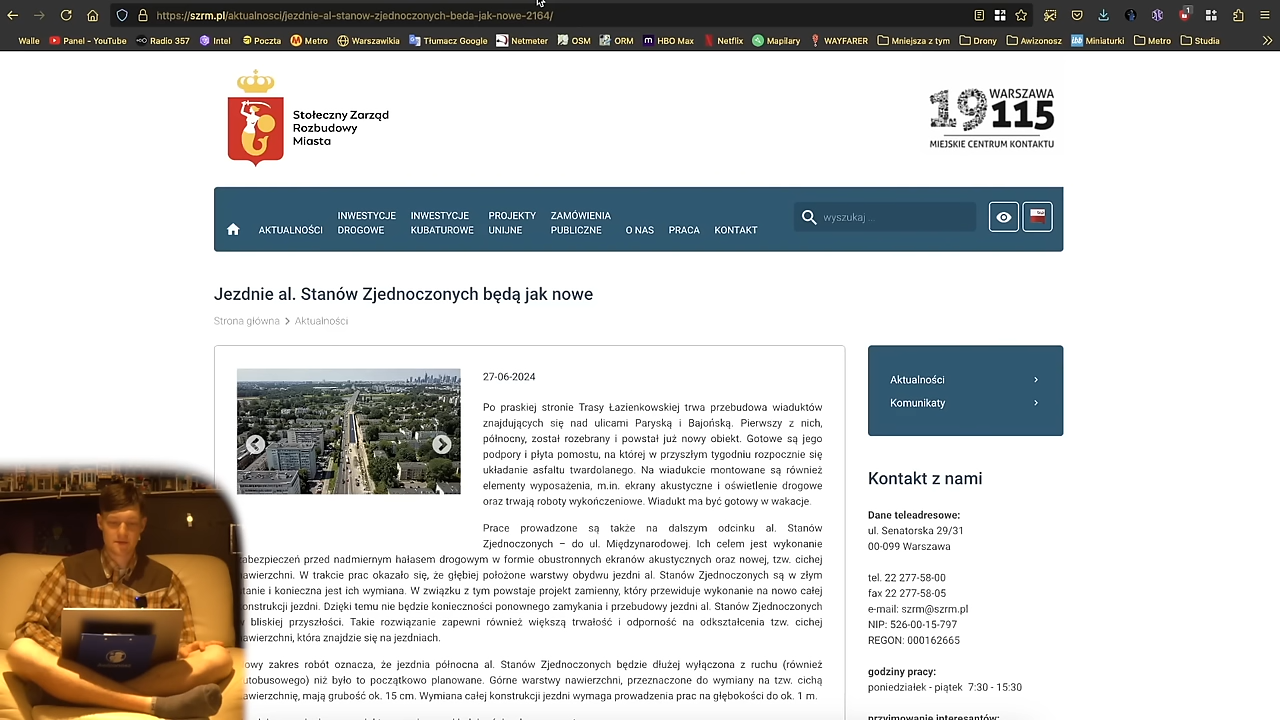 https://szrm.pl/aktualnosci/jezdnie-al-stanow-zjednoczonych-beda-jak-nowe-2164/
1
Walle Panel - YouTube Radio 357 Intel Poczta Metro Warszawikia Tłumacz Google Netmeter OSM ORM HBO Max Netflix Mapilary WAYFARER Mniejsza z tym Drony Awizonosz Miniaturki Metro Studia
Stołeczny Zarząd
Rozbudowy
Miasta
19115
WARSZAWA
MIEJSKIE CENTRUM KONTAKTU
AKTUALNOŚCI
INWESTYCJE
DROGOWE
INWESTYCJE
KUBATUROWE
PROJEKTY
UNIJNE
ZAMÓWIENIA
PUBLICZNE
O NAS
PRACA
KONTAKT
wyszukaj ...
Jezdnie al. Stanów Zjednoczonych będą jak nowe
Strona główna > Aktualności
27-06-2024
Po praskiej stronie Trasy Łazienkowskiej trwa przebudowa wiaduktów
znajdujących się nad ulicami Paryską i Bajońską. Pierwszy z nich,
północny, został rozebrany i powstał już nowy obiekt. Gotowe są jego
podpory i płyta pomostu, na której w przyszłym tygodniu rozpocznie się
układanie asfaltu twardolanego. Na wiadukcie montowane są również
elementy wyposażenia, m.in. ekrany akustyczne i oświetlenie drogowe
oraz trwają roboty wykończeniowe. Wiadukt ma być gotowy w wakacje.
Prace prowadzone są także na dalszym odcinku al. Stanów
Zjednoczonych – do ul. Międzynarodowej. Ich celem jest wykonanie
zabezpieczeń przed nadmiernym hałasem drogowym w formie obustronnych ekranów akustycznych oraz nowej, tzw. cichej
nawierzchni. W trakcie prac okazało się, że głębiej położone warstwy obydwu jezdni al. Stanów Zjednoczonych są w złym
stanie i konieczna jest ich wymiana. W związku z tym powstaje projekt zamienny, który przewiduje wykonanie na nowo całej
konstrukcji jezdni. Dzięki temu nie będzie konieczności ponownego zamykania i przebudowy jezdni al. Stanów Zjednoczonych
w bliskiej przyszłości. Takie rozwiązanie zapewni również większą trwałość i odporność na odkształcenia tzw. cichej
nawierzchni, która znajdzie się na jezdniach.
owy zakres robót oznacza, że jezdnia północna al. Stanów Zjednoczonych będzie dłużej wyłączona z ruchu (również
utobusowego) niż było to początkowo planowane. Górne warstwy nawierzchni, przeznaczone do wymiany na tzw. cichą
nawierzchnię, mają grubość ok. 15 cm. Wymiana całej konstrukcji jezdni wymaga prowadzenia prac na głębokości do ok. 1 m.
Aktualności
Komunikaty
Kontakt z nami
Dane teleadresowe:
ul. Senatorska 29/31
00-099 Warszawa
tel. 22 277-58-00
fax 22 277-58-05
e-mail: szrm@szrm.pl
NIP: 526-00-15-797
REGON: 000162665
godziny pracy:
poniedziałek - piątek 7:30 - 15:30
przyjmowanie interesantów: